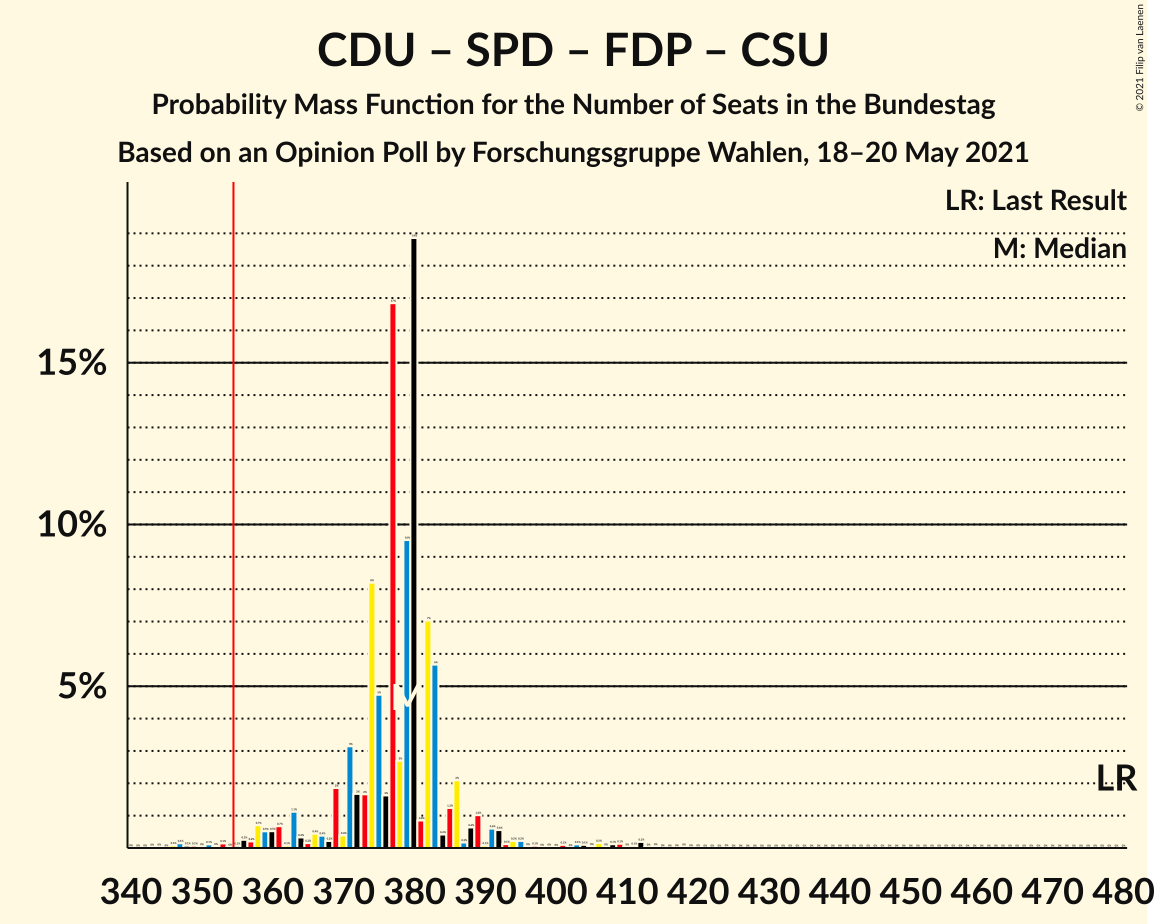 CDU – SPD – FDP – CSU
Probability Mass Function for the Number of Seats in the Bundestag
Based on an Opinion Poll by Forschungsgruppe Wahlen, 18–20 May 2021
© 2021 Filip van Laenen
LR: Last Result
M: Median
15%
10%
5%
LR
340 350 360 370 380 390 400 410 420 430 440 450 460 470 480